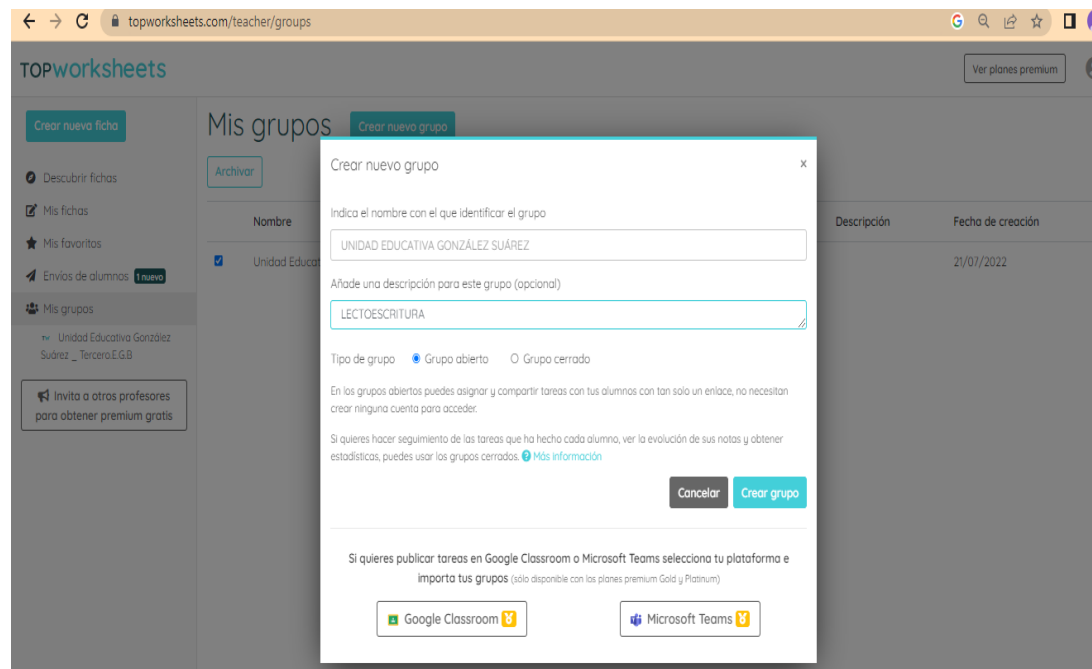 topworksheets.com/teacher/groups
TOPworksheets
Ver planes premium
Crear nueva ficha
Mis grupos
Crear nuevo grupo
Archivar
Descubrir fichas
Mis fichas
Mis favoritos
Envíos de alumnos 1 nuevo
Mis grupos
Unidad Educativa González
Suárez _ Tercero.E.G.B
Invita a otros profesores
para obtener premium gratis
Nombre
Descripción
Fecha de creación
Unidad Educat
21/07/2022
Crear nuevo grupo
x
Indica el nombre con el que identificar el grupo
UNIDAD EDUCATIVA GONZÁLEZ SUÁREZ
Añade una descripción para este grupo (opcional)
LECTOESCRITURA
Tipo de grupo Grupo abierto Grupo cerrado
En los grupos abiertos puedes asignar y compartir tareas con tus alumnos con tan solo un enlace, no necesitan
crear ninguna cuenta para acceder.
Si quieres hacer seguimiento de las tareas que ha hecho cada alumno, ver la evolución de sus notas y obtener
estadísticas, puedes usar los grupos cerrados. Más información
Cancelar
Crear grupo
Si quieres publicar tareas en Google Classroom o Microsoft Teams selecciona tu plataforma e
importa tus grupos (sólo disponible con los planes premium Gold y Platinum)
Google Classroom
Microsoft Teams